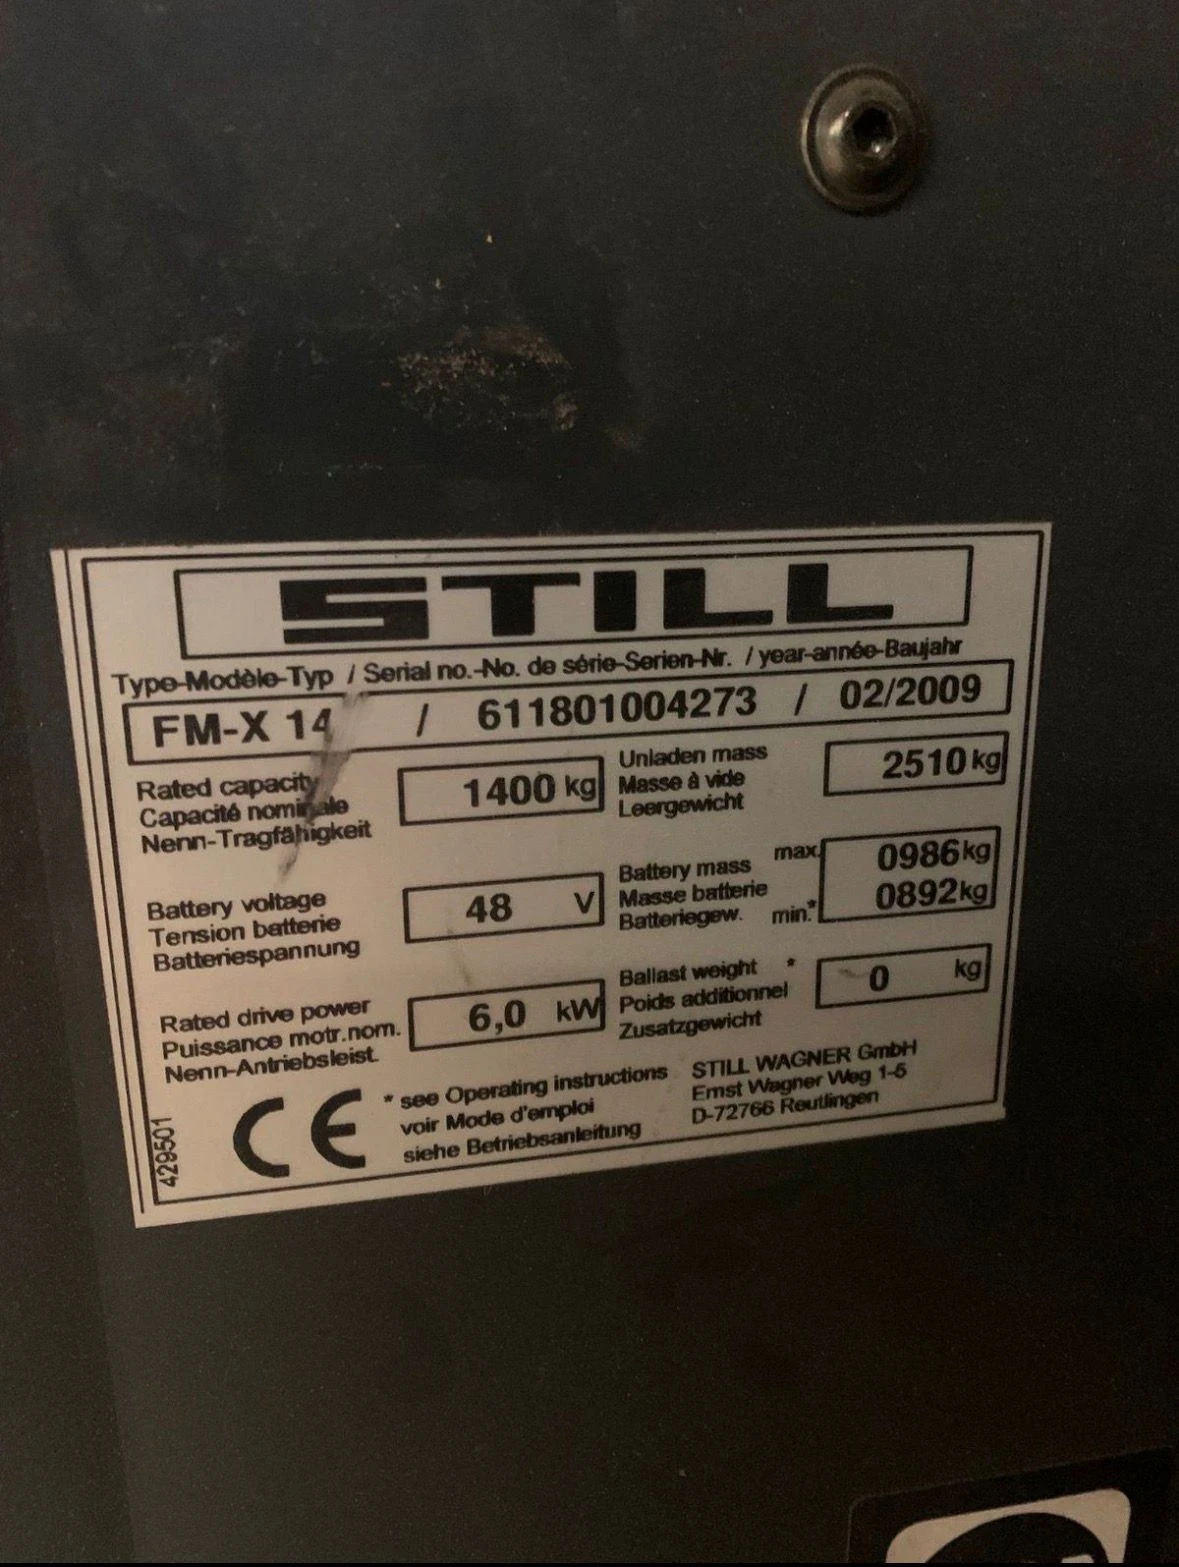 STILL
Type-Modèle-Typ / Serial no.-No. de série-Serien-Nr. / year-année-Baujahr
FM-X 14 / 611801004273 / 02/2009
Rated capacity
Capacité nominale
Nenn-Tragfähigkeit
1400 kg
Unladen mass
Masse à vide
Leergewicht
2510 kg
Battery voltage
Tension batterie
Batteriespannung
48 V
Battery mass
Masse batterie
Batteriegew.
max.
min.*
0986 kg
0892 kg
Rated drive power
Puissance motr.nom.
Nenn-Antriebsleist.
6,0 kW
Ballast weight *
Poids additionnel
Zusatzgewicht
0 kg
429501
CE
* see Operating instructions
voir Mode d'emploi
siehe Betriebsanleitung
STILL WAGNER GmbH
Ernst Wagner Weg 1-5
D-72766 Reutlingen